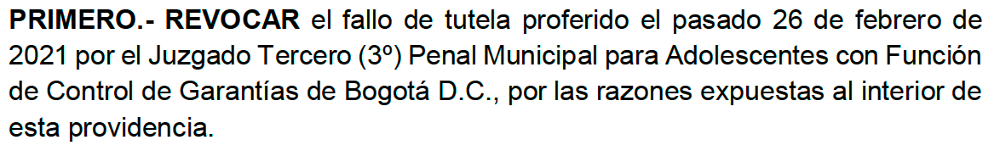 PRIMERO.- REVOCAR el fallo de tutela proferido el pasado 26 de febrero de
2021 por el Juzgado Tercero (3º) Penal Municipal para Adolescentes con Función
de Control de Garantías de Bogotá D.C., por las razones expuestas al interior de
esta providencia.